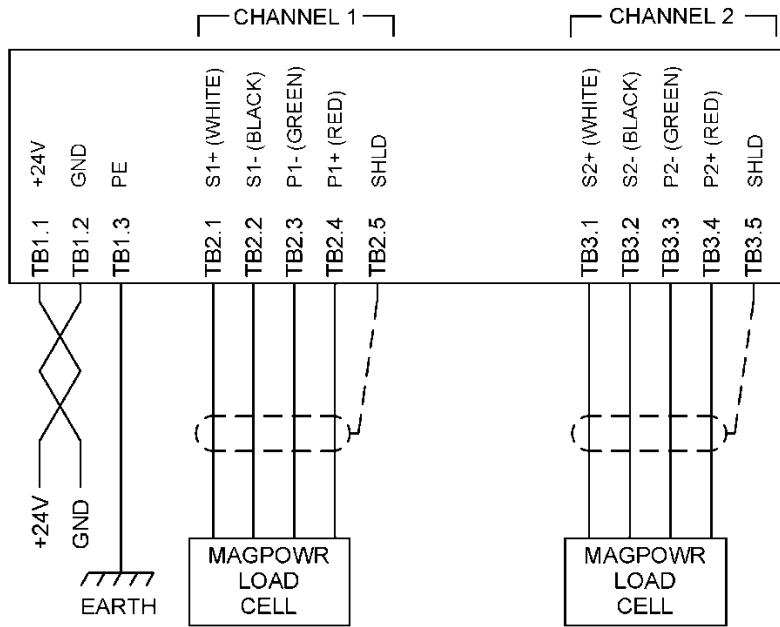 CHANNEL 1
CHANNEL 2
+24V
GND
PE
S1+ (WHITE)
S1- (BLACK)
P1- (GREEN)
P1+ (RED)
SHLD
S2+ (WHITE)
S2- (BLACK)
P2- (GREEN)
P2+ (RED)
SHLD
TB1.1
TB1.2
TB1.3
TB2.1
TB2.2
TB2.3
TB2.4
TB2.5
TB3.1
TB3.2
TB3.3
TB3.4
TB3.5
+24V
GND
EARTH
MAGPOWR
LOAD
CELL
MAGPOWR
LOAD
CELL